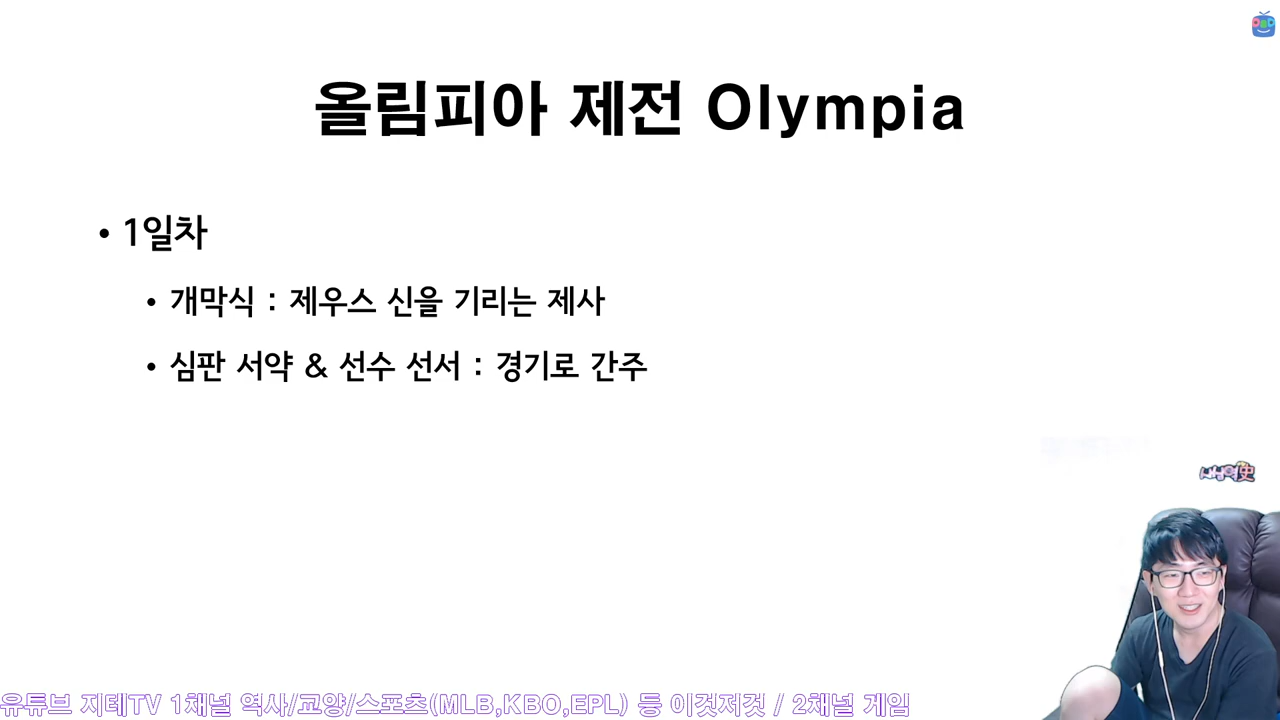 올림피아 제전 Olympia
• 1일차
• 개막식 : 제우스 신을 기리는 제사
• 심판 서약 & 선수 선서 : 경기로 간주
유튜브 지테TV 1채널 역사/교양/스포츠(MLB,KBO,EPL) 등 이것저것 / 2채널 게임